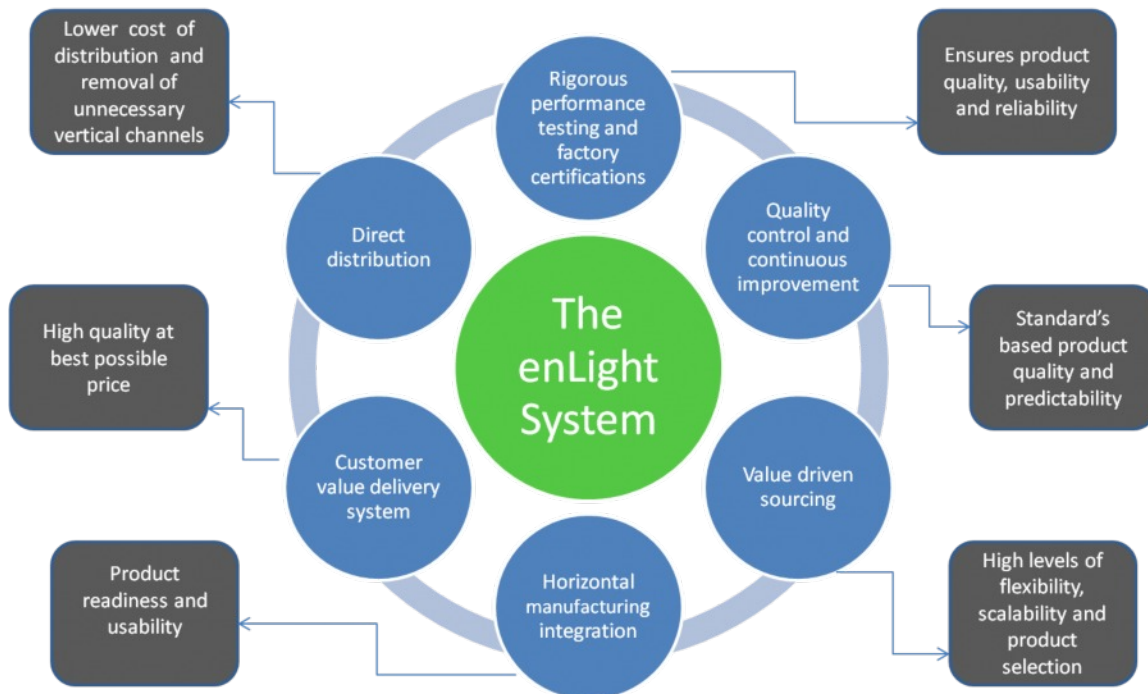 Lower cost of
distribution and
removal of
unnecessary
vertical channels
Rigorous
performance
testing and
factory
certifications
Ensures product
quality, usability
and reliability
Direct
distribution
Quality
control and
continuous
improvement
The
enLight
System
High quality at
best possible
price
Standard's
based product
quality and
predictability
Customer
value delivery
system
Value driven
sourcing
Product
readiness and
usability
Horizontal
manufacturing
integration
High levels of
flexibility,
scalability and
product
selection